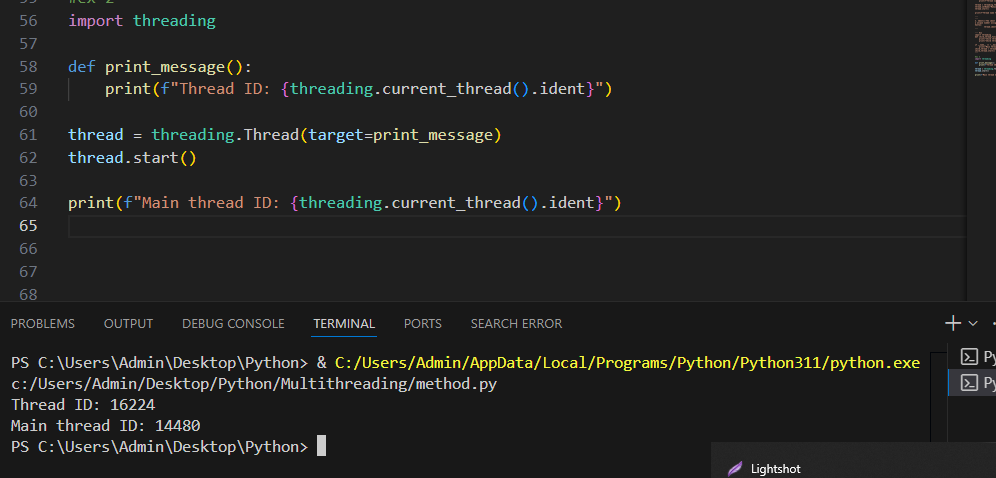 #ex 2
56 import threading
57
58 def print_message():
59 print(f"Thread ID: {threading.current_thread().ident}")
60
61 thread = threading.Thread(target=print_message)
62 thread.start()
63
64 print(f"Main thread ID: {threading.current_thread().ident}")
65
66
67
68
PROBLEMS OUTPUT DEBUG CONSOLE TERMINAL PORTS SEARCH ERROR
PS C:\Users\Admin\Desktop\Python> & C:/Users/Admin/AppData/Local/Programs/Python/Python311/python.exe
c:/Users/Admin/Desktop/Python/Multithreading/method.py
Thread ID: 16224
Main thread ID: 14480
PS C:\Users\Admin\Desktop\Python>
Py
Py
Lightshot